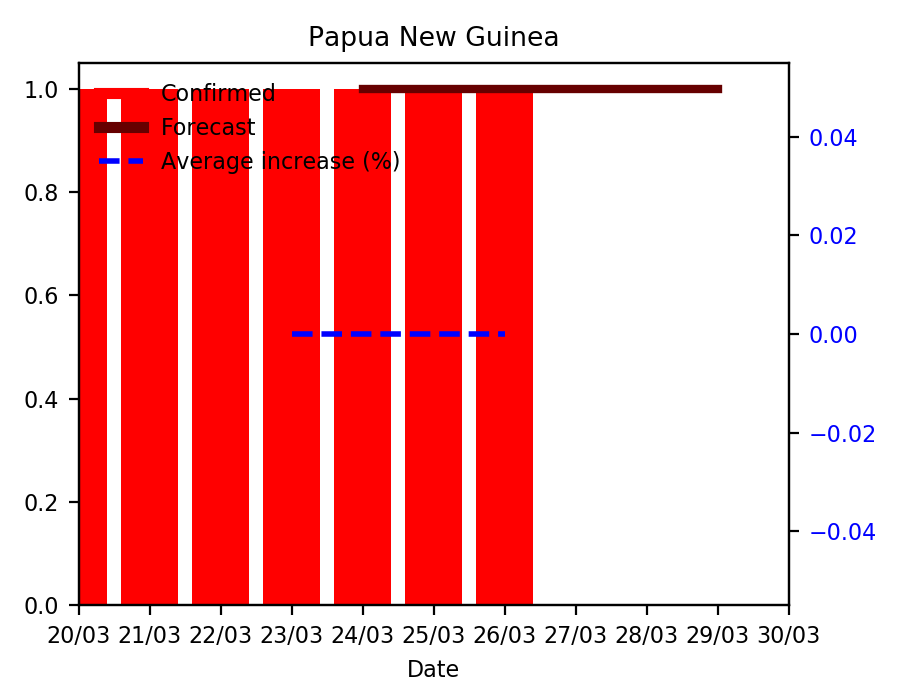 Papua New Guinea
Confirmed
Forecast
Average increase (%)
1.0
0.8
0.6
0.4
0.2
0.0
0.04
0.02
0.00
−0.02
−0.04
20/03 21/03 22/03 23/03 24/03 25/03 26/03 27/03 28/03 29/03 30/03
Date